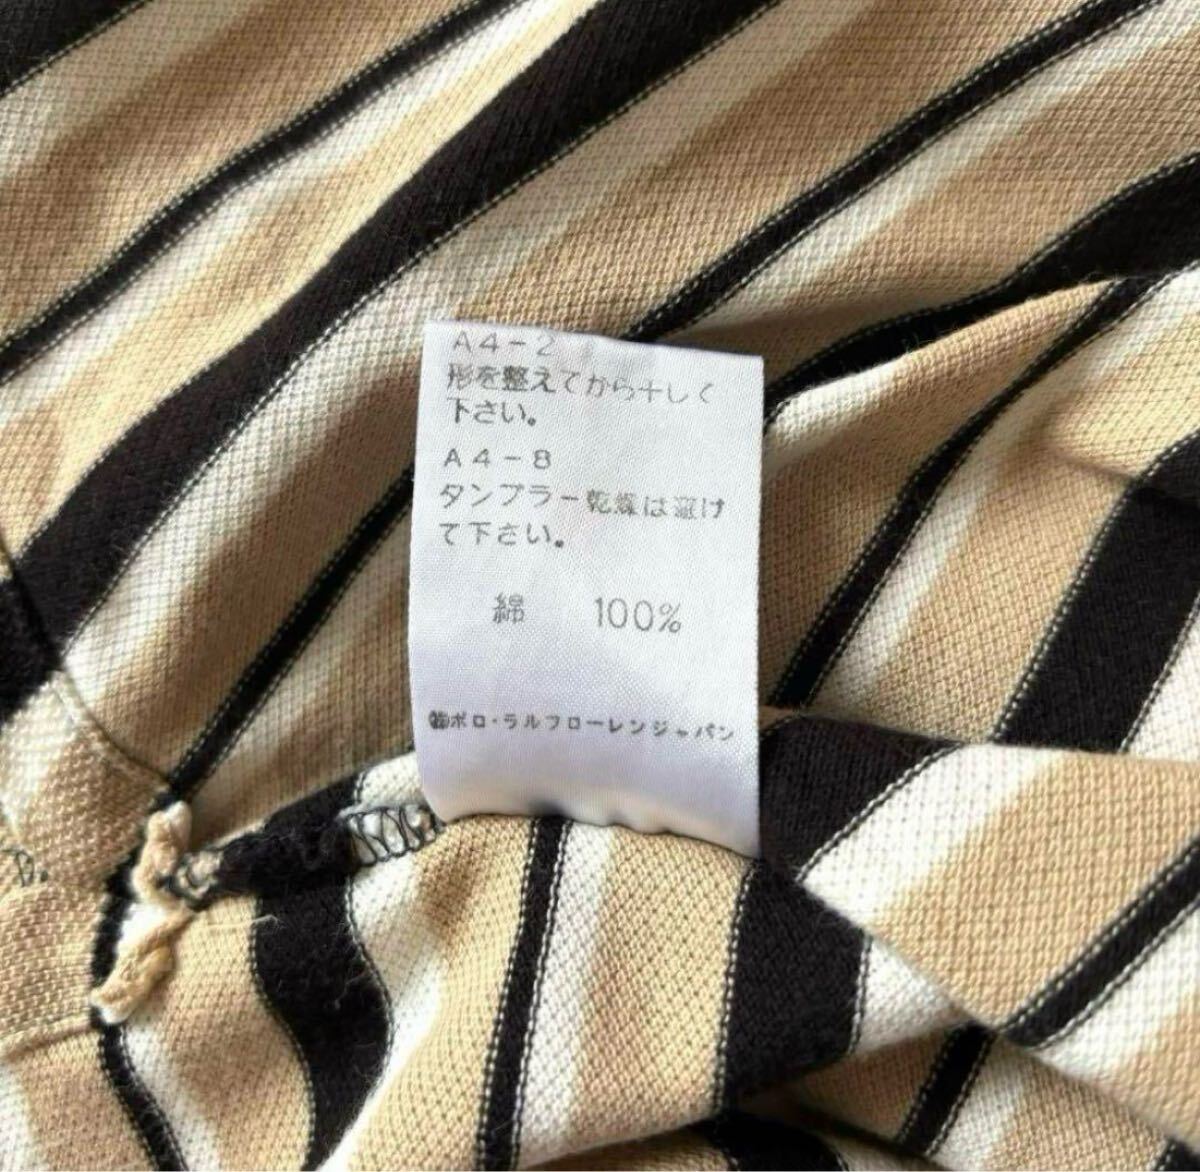 A4-2
形を整えてから干して
下さい。
A4-8
タンブラー乾燥は避け
て下さい。
綿 100%
㈱ポロ・ラルフローレンジャパン